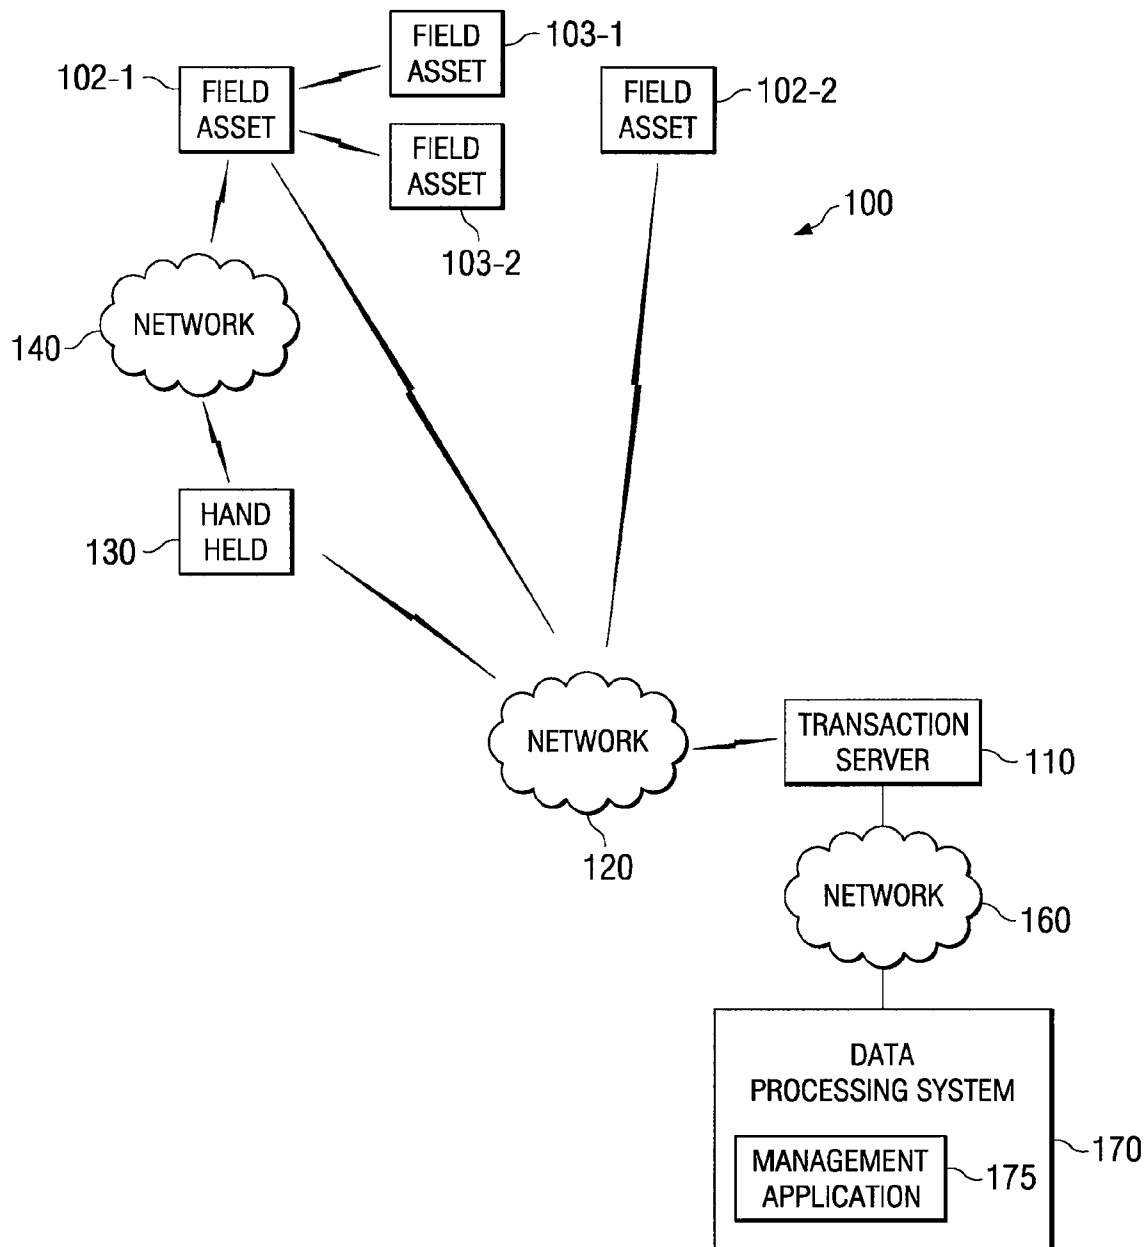 FIELD
ASSET
103-1
102-1
FIELD
ASSET
FIELD
ASSET
102-2
FIELD
ASSET
103-2
100
NETWORK
140
HAND
HELD
130
NETWORK
120
TRANSACTION
SERVER
110
NETWORK
160
DATA
PROCESSING SYSTEM
170
MANAGEMENT
APPLICATION
175